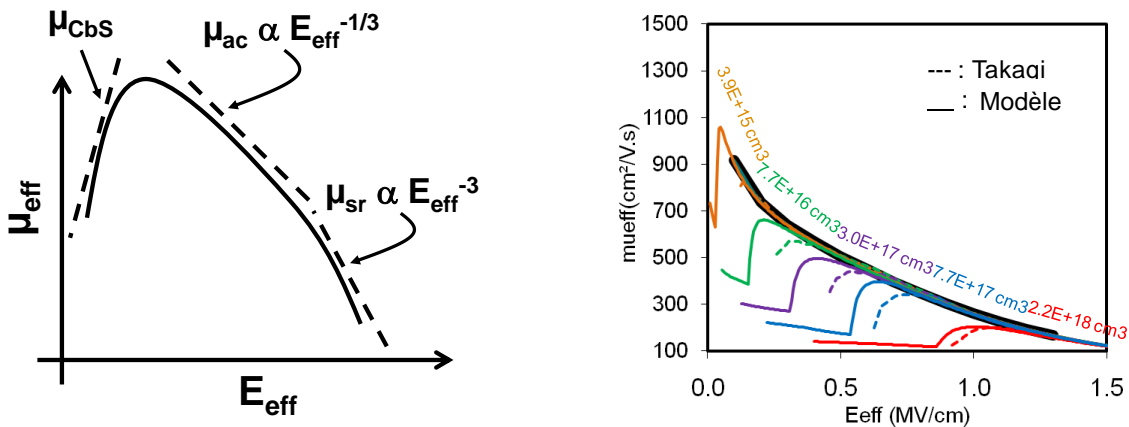 μCbS
μac α Eeff-1/3
μsr α Eeff-3
μeff
Eeff
mueff(cm²/V.s)
1500
1300
1100
900
700
500
300
100
0.0 0.5 1.0 1.5
Eeff (MV/cm)
: Takagi
: Modèle
3.9E+15 cm3
7.7E+16 cm3
3.0E+17 cm3
7.7E+17 cm3
2.2E+18 cm3